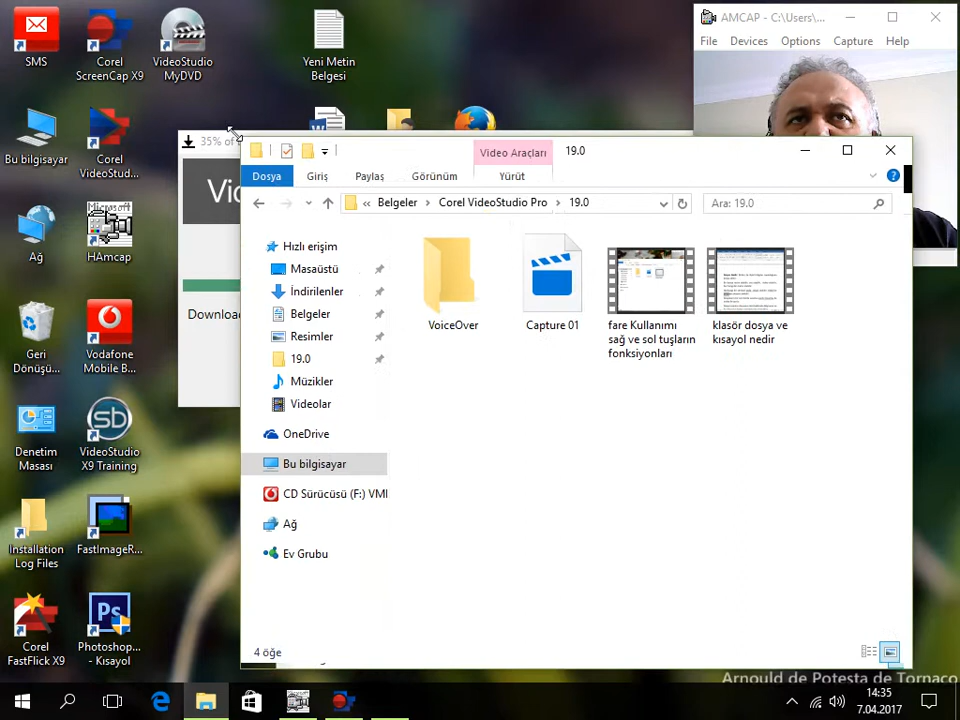 SMS
Corel
ScreenCap X9
VideoStudio
MyDVD
Yeni Metin
Belgesi
AMCAP - C:\Users\...
File Devices Options Capture Help
Bu bilgisayar
Corel
VideoStud...
Ağ
Microsoft
HAmcap
Geri
Dönüşü...
Vodafone
Mobile B...
Denetim
Masası
VideoStudio
X9 Training
Installation
Log Files
FastImageR...
Corel
FastFlick X9
Photoshop...
- Kısayol
35% of
Downloa
Video Araçları
19.0
Dosya Giriş Paylaş Görünüm Yürüt
« Belgeler > Corel VideoStudio Pro > 19.0
Ara: 19.0
Hızlı erişim
Masaüstü
İndirilenler
Belgeler
Resimler
19.0
Müzikler
Videolar
OneDrive
Bu bilgisayar
CD Sürücüsü (F:) VMI
Ağ
Ev Grubu
VoiceOver
Capture 01
fare Kullanımı
sağ ve sol tuşların
fonksiyonları
klasör dosya ve
kısayol nedir
4 öğe
Arnould de Potesta de Tornaco
14:35
7.04.2017